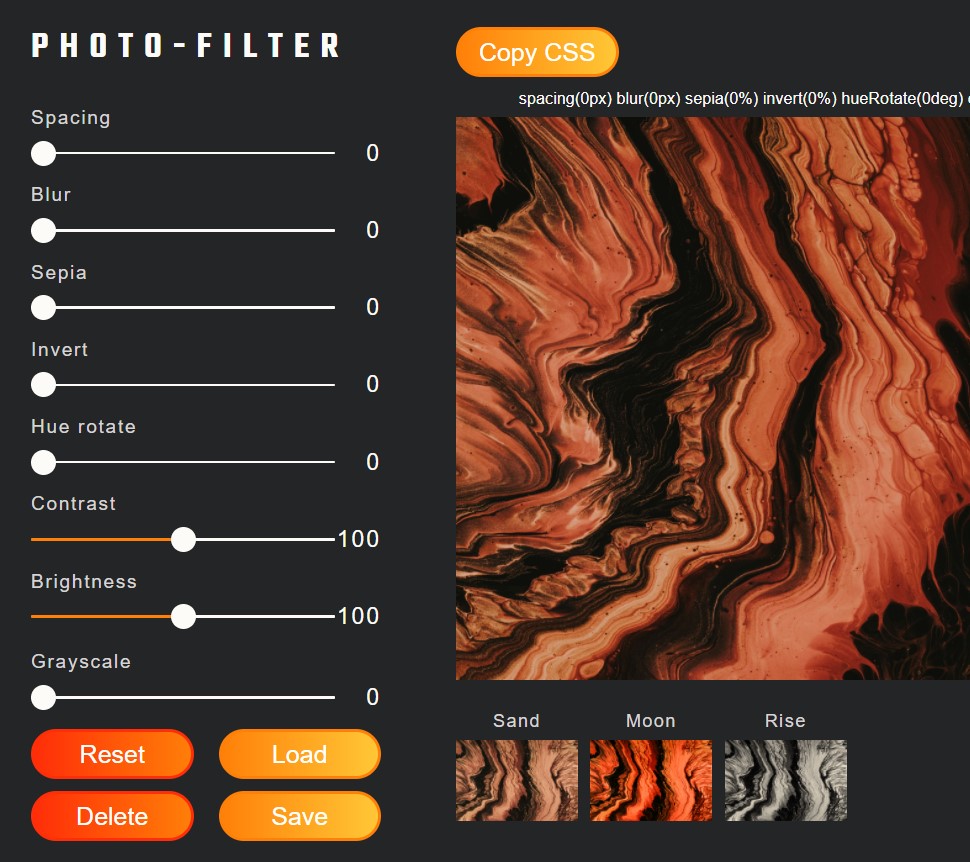 PHOTO-FILTER
Spacing
0
Blur
0
Sepia
0
Invert
0
Hue rotate
0
Contrast
100
Brightness
100
Grayscale
0
Reset
Load
Delete
Save
Copy CSS
spacing(0px) blur(0px) sepia(0%) invert(0%) hueRotate(0deg)
Sand
Moon
Rise